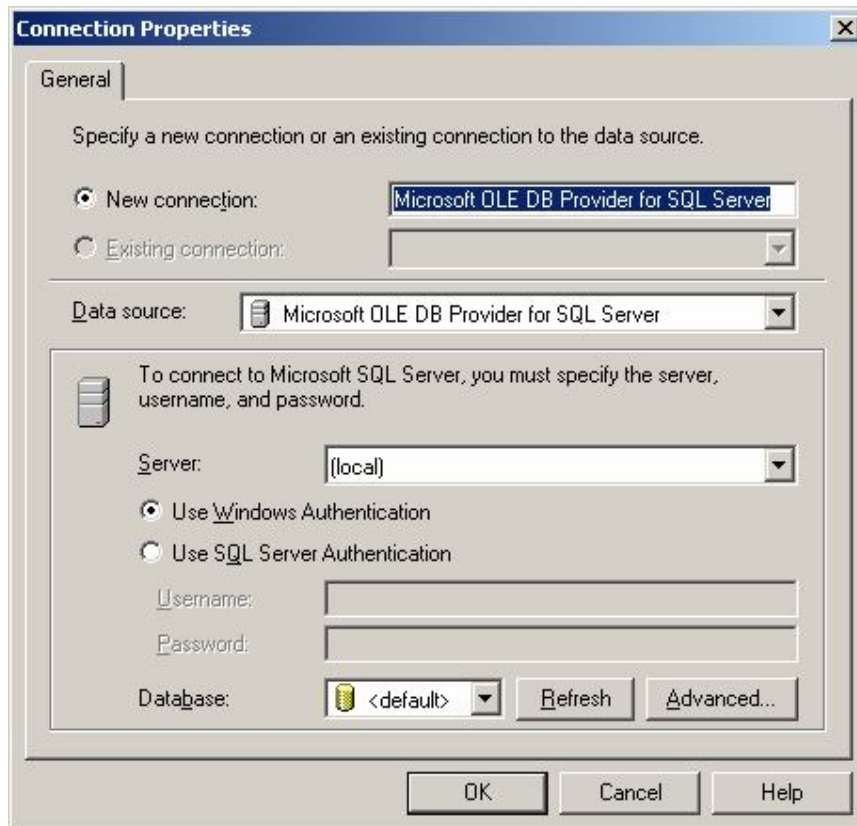 Connection Properties
General
Specify a new connection or an existing connection to the data source.
New connection: Microsoft OLE DB Provider for SQL Server
Existing connection:
Data source: Microsoft OLE DB Provider for SQL Server
To connect to Microsoft SQL Server, you must specify the server,
username, and password.
Server: (local)
Use Windows Authentication
Use SQL Server Authentication
Username:
Password:
Database: <default> Refresh Advanced...
OK Cancel Help